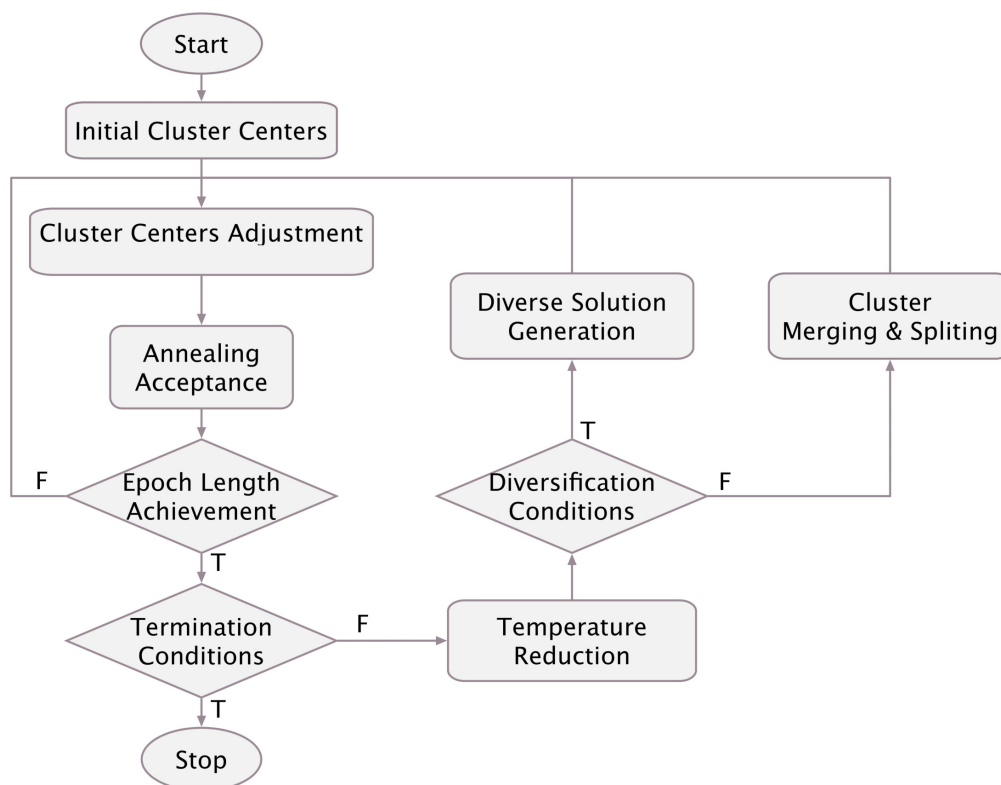 Start
Initial Cluster Centers
Cluster Centers Adjustment
Diverse Solution
Generation
Cluster
Merging & Spliting
Annealing
Acceptance
T
F
Epoch Length
Achievement
Diversification
Conditions
F
T
Termination
Conditions
F
Temperature
Reduction
T
Stop